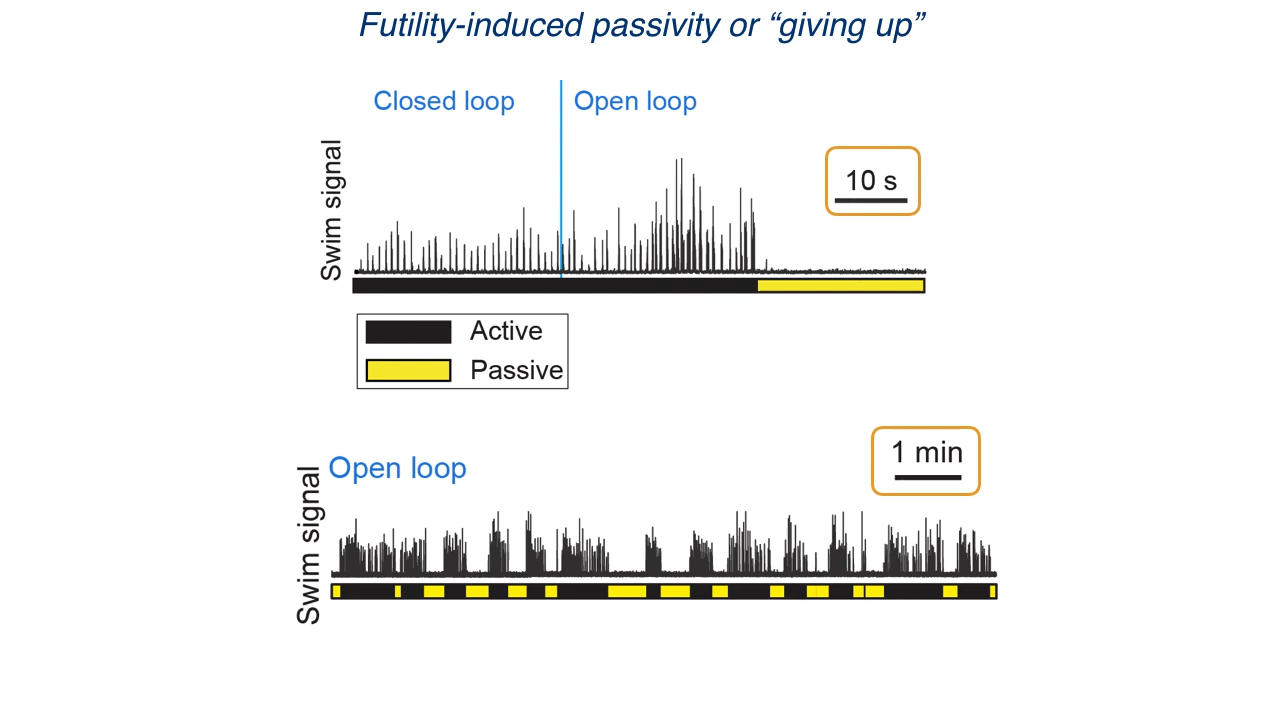 Futility-induced passivity or “giving up”
Closed loop
Open loop
Swim signal
10 s
Active
Passive
Open loop
Swim signal
1 min